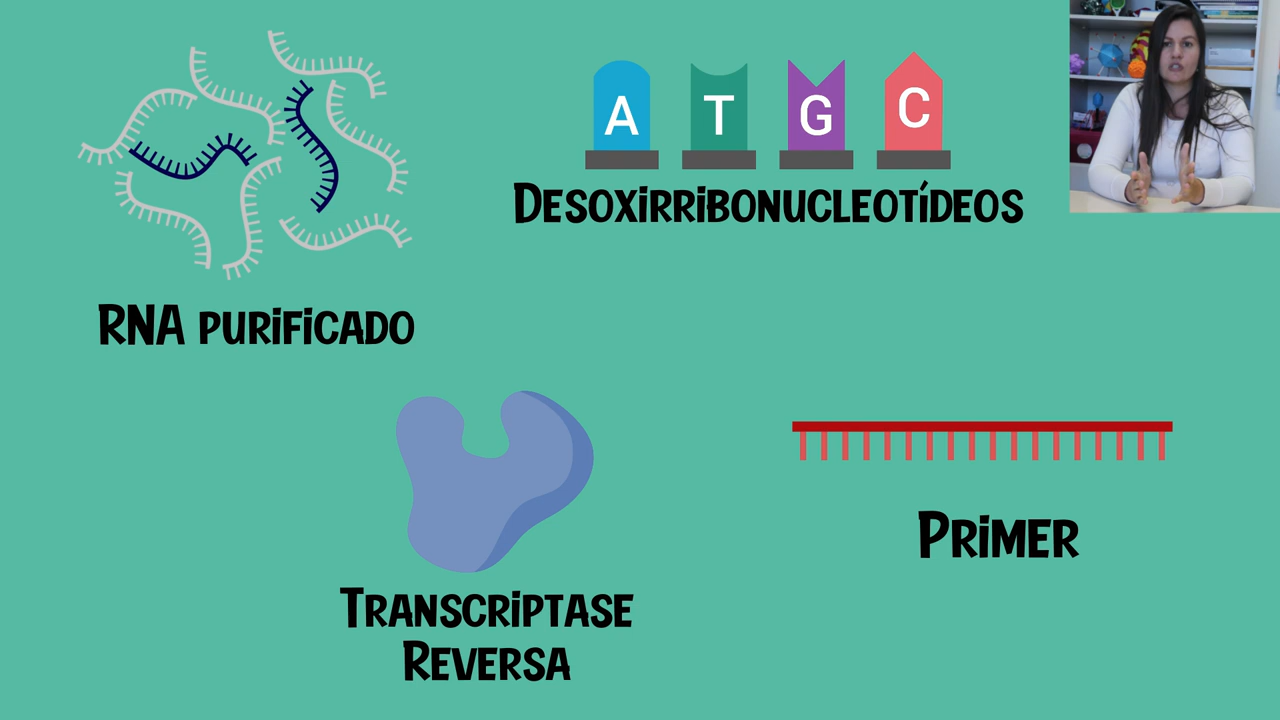 A T G C
Desoxirribonucleotídeos
RNA purificado
Transcriptase
Reversa
Primer